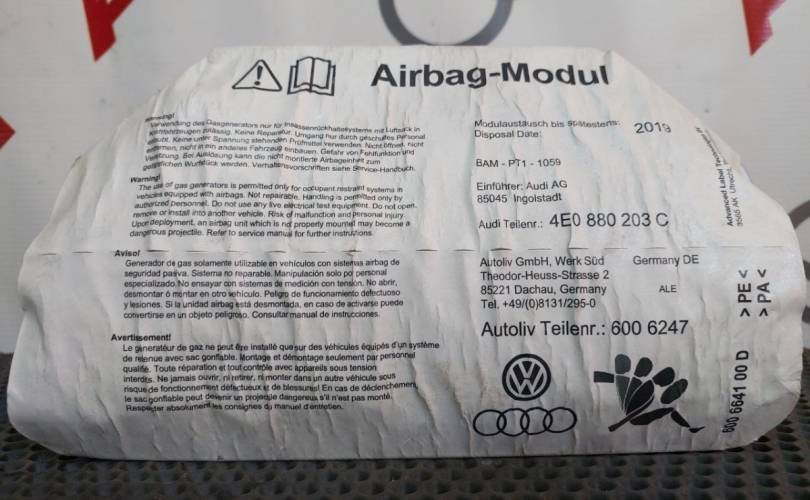 Airbag-Modul
Warnung!
Verwendung des Gasgenerators nur für Insassenrückhaltesysteme mit Luftsack in
Kraftfahrzeugen zulässig. Keine Reparatur. Umgang nur durch geschultes Personal
erlaubt. Keine unter Spannung stehenden Prüfmittel verwenden. Nicht öffnen, nicht
entfernen, nicht in ein anderes Fahrzeug einbauen. Gefahr von Fehlfunktion und
Verletzung. Bei Auslösung kann die nicht montierte Airbageinheit zum
gefährlichen Wurfstück werden. Verhaltensvorschriften siehe Service-Handbuch.
Warning!
The use of gas generators is permitted only for occupant restraint systems in
vehicles equipped with airbags. Not repairable. Handling is permitted only by
authorized personnel. Do not use any live electrical test equipment. Do not open,
remove or install into another vehicle. Risk of malfunction and personal injury.
Upon deployment, an airbag unit which is not properly mounted may become a
dangerous projectile. Refer to service manual for further instructions.
Aviso!
Generador de gas solamente utilizable en vehículos con sistemas airbag de
seguridad pasiva. Sistema no reparable. Manipulación solo por personal
especializado. No ensayar con sistemas de medición con tensión. No abrir,
desmontar ó montar en otro vehículo. Peligro de funcionamiento defectuoso
y lesiones. Si la unidad airbag está desmontada, en caso de activarse puede
convertirse en un objeto peligroso. Consultar manual de instrucciones.
Avertissement!
Le générateur de gaz ne peut être installé que sur des véhicules équipés d'un système
de retenue avec sac gonflable. Montage et démontage seulement par personnel
qualifé. Toute réparation et tout contrôle avec appareils sous tension
interdits. Ne jamais ouvrir, ni retirer, ni monter dans un autre véhicule sous
risque de fonctionnement défectueux et de blessures! En cas de déclenchement,
le sac gonflable peut devenir un projectile dangereux s'il n'est pas monté.
Respecter absolument les consignes du manuel d'entretien.
Modulaustausch bis spätestens: 2019
Disposal Date:
BAM - PT1 - 1059
Einführer: Audi AG
85045 Ingolstadt
Audi Teilenr.: 4E0 880 203 C
Autoliv GmbH, Werk Süd Germany DE
Theodor-Heuss-Strasse 2
85221 Dachau, Germany ALE
Tel. +49/(0)8131/295-0
Autoliv Teilenr.: 600 6247
Advanced Label
3565 AK Utrecht
> PE <
> PA <
600 6641 00 D